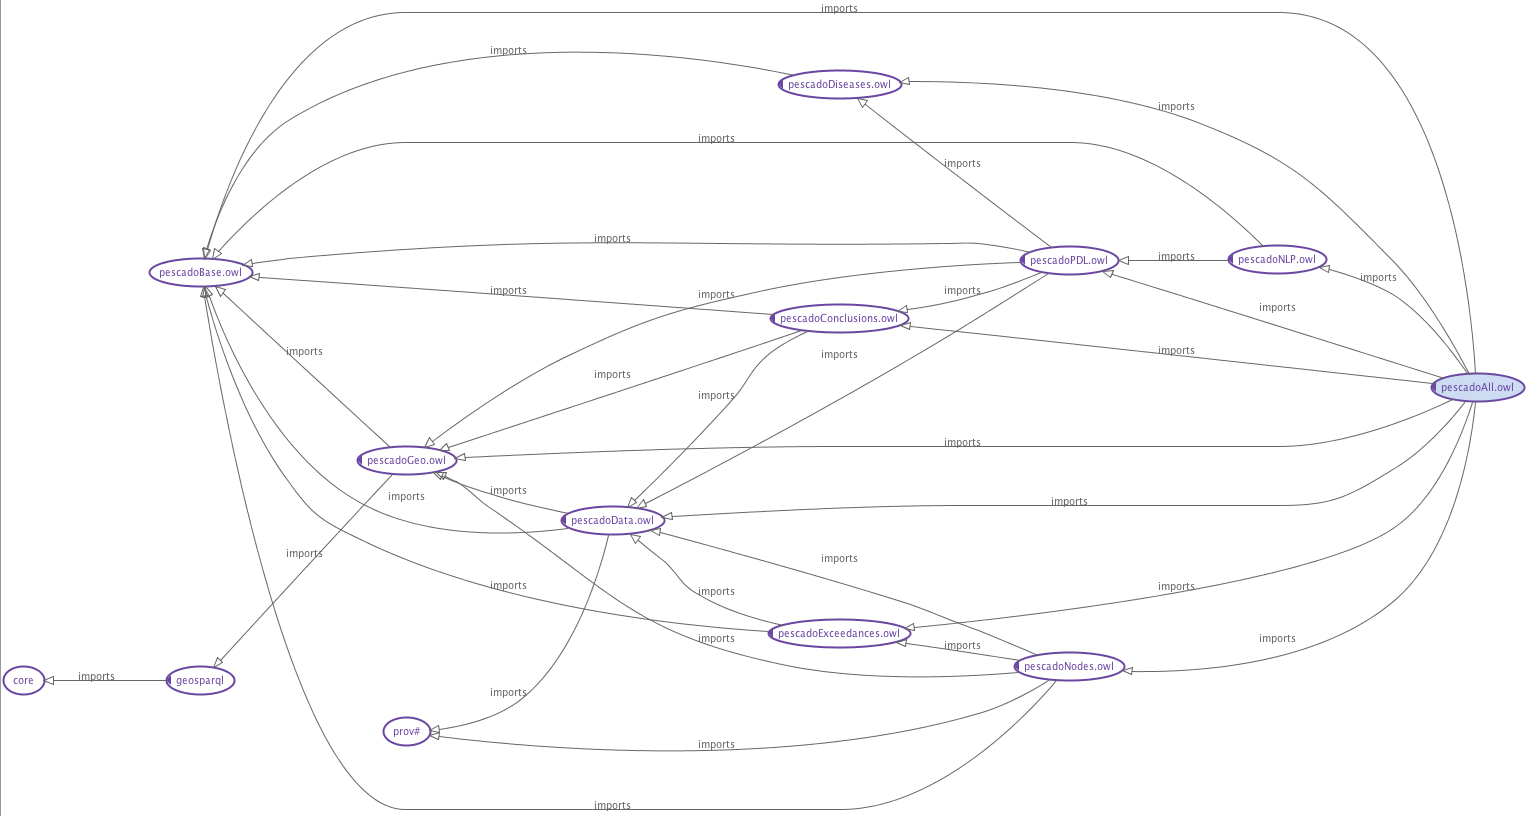 imports
imports
pescadoDiseases.owl
imports
imports
imports
imports
pescadoPDL.owl
imports
pescadoNLP.owl
pescadoBase.owl
imports
imports
imports
imports
imports
pescadoConclusions.owl
imports
imports
imports
imports
pescadoAll.owl
imports
imports
imports
pescadoGeo.owl
imports
imports
imports
imports
pescadoData.owl
imports
imports
imports
imports
imports
pescadoExceedances.owl
imports
imports
imports
pescadoNodes.owl
core
imports
geosparql
imports
prov#
imports
imports